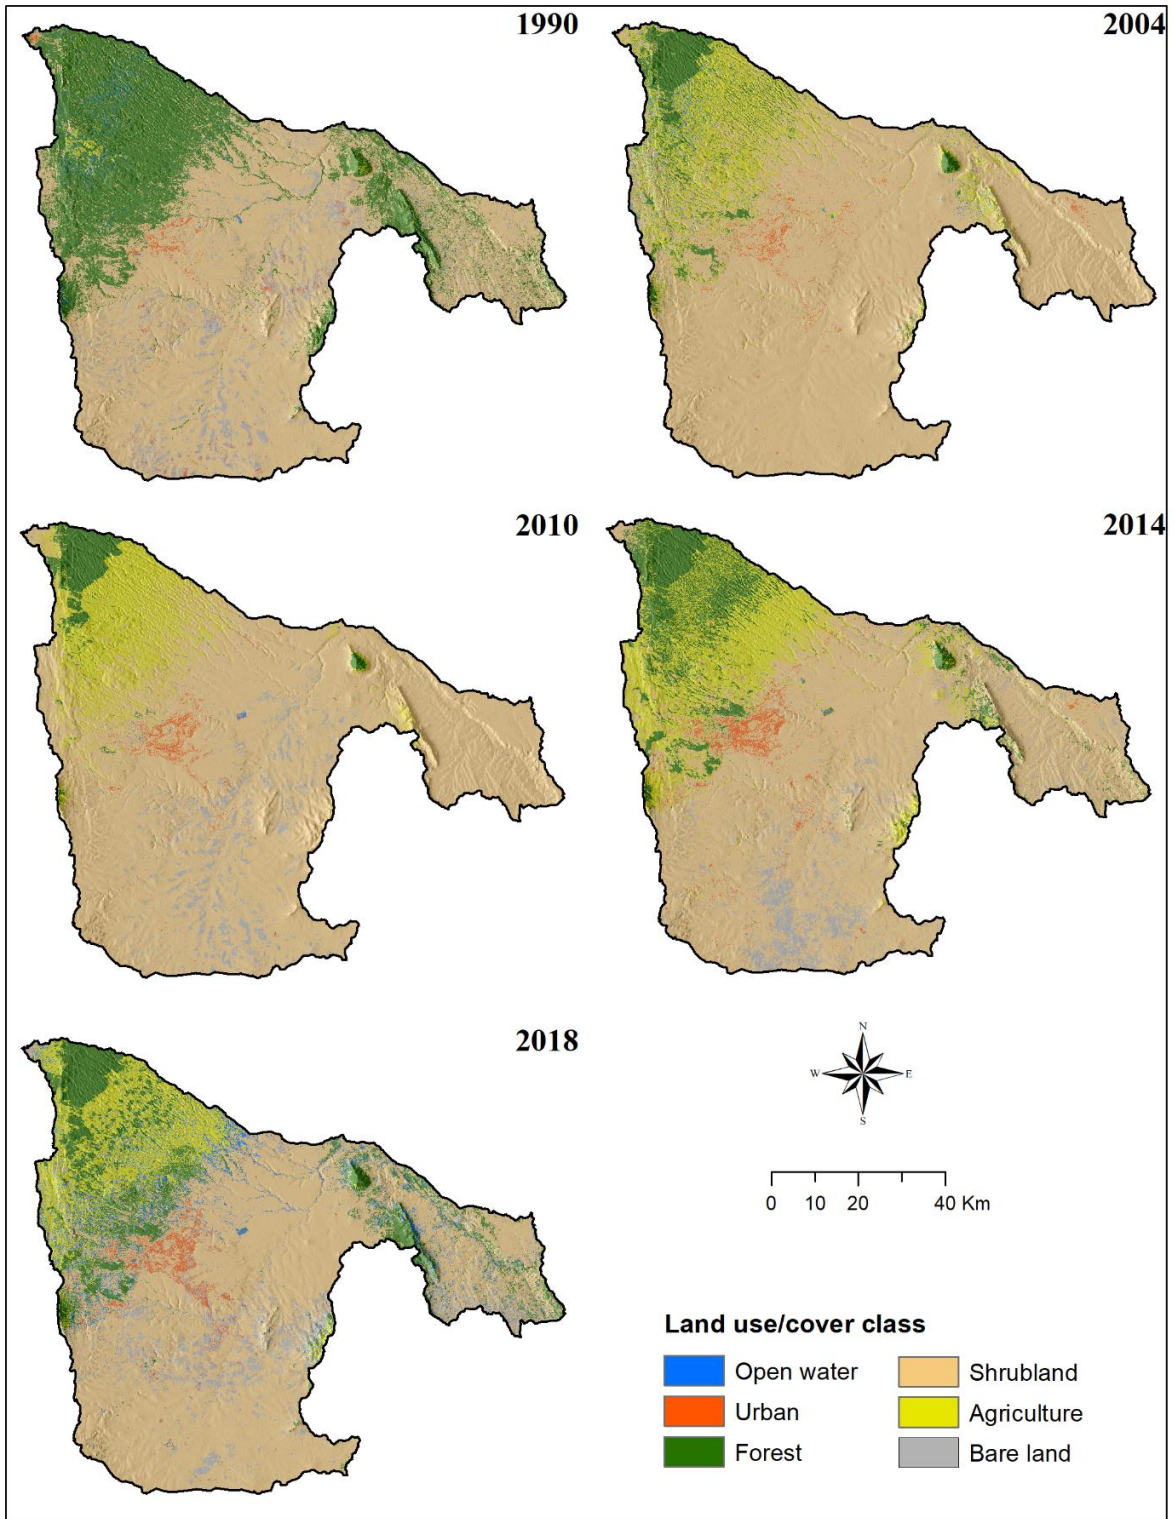 1990
2004
2010
2014
2018
N
W E
S
0 10 20 40 Km
Land use/cover class
Open water
Urban
Forest
Shrubland
Agriculture
Bare land